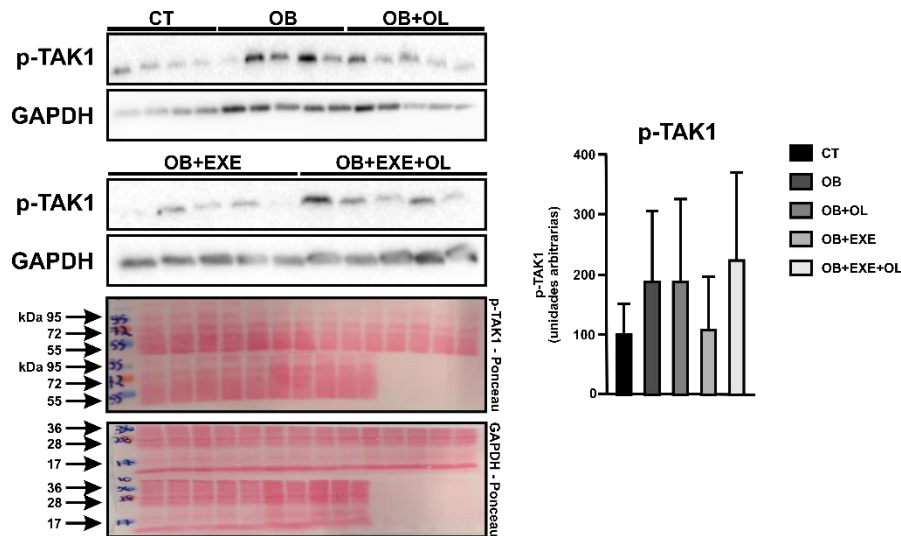 CT OB OB+OL
p-TAK1
GAPDH
OB+EXE OB+EXE+OL
p-TAK1
GAPDH
kDa 95
72
55
kDa 95
72
55
p-TAK1 - Ponceau
36
28
17
36
28
17
GAPDH - Ponceau
p-TAK1
p-TAK1
(unidades arbitrarias)
400
300
200
100
0
CT
OB
OB+OL
OB+EXE
OB+EXE+OL